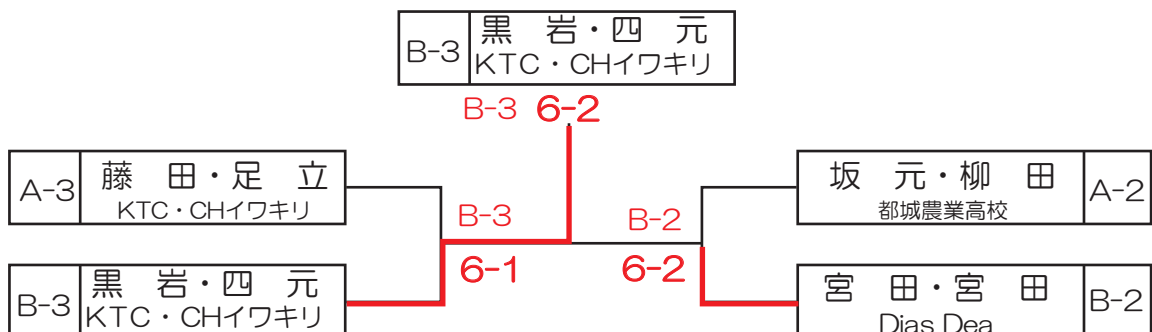 B-3
黒 岩・四 元
KTC・CHイワキリ
B-3 6-2
A-3
藤 田・足 立
KTC・CHイワキリ
坂 元・柳 田
都城農業高校
A-2
B-3
6-1
B-2
6-2
B-3
黒 岩・四 元
KTC・CHイワキリ
宮 田・宮 田
Dias Dea
B-2